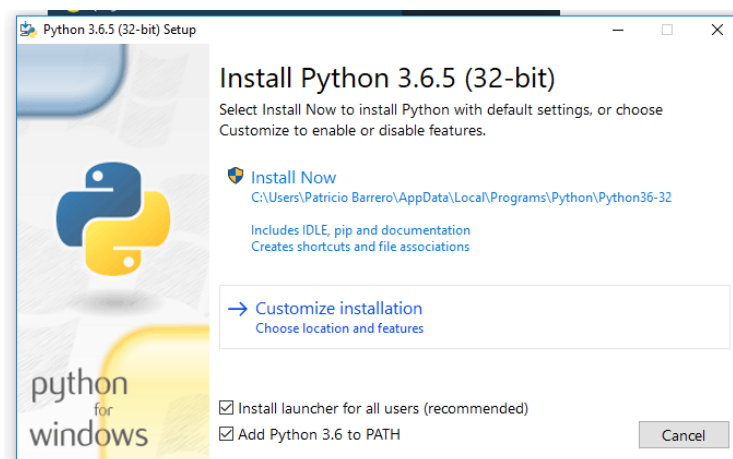 Python 3.6.5 (32-bit) Setup
Install Python 3.6.5 (32-bit)
Select Install Now to install Python with default settings, or choose
Customize to enable or disable features.
Install Now
C:\Users\Patricio Barrero\AppData\Local\Programs\Python\Python36-32
Includes IDLE, pip and documentation
Creates shortcuts and file associations
Customize installation
Choose location and features
python
for
windows
Install launcher for all users (recommended)
Add Python 3.6 to PATH
Cancel